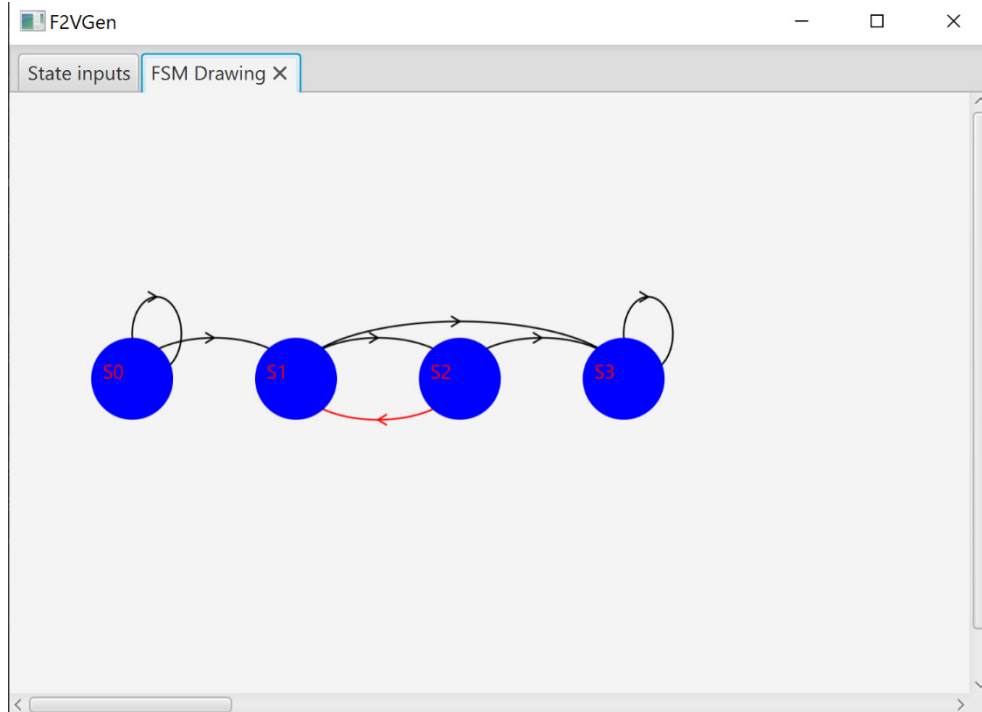 F2VGen
State inputs
FSM Drawing
S0
S1
S2
S3